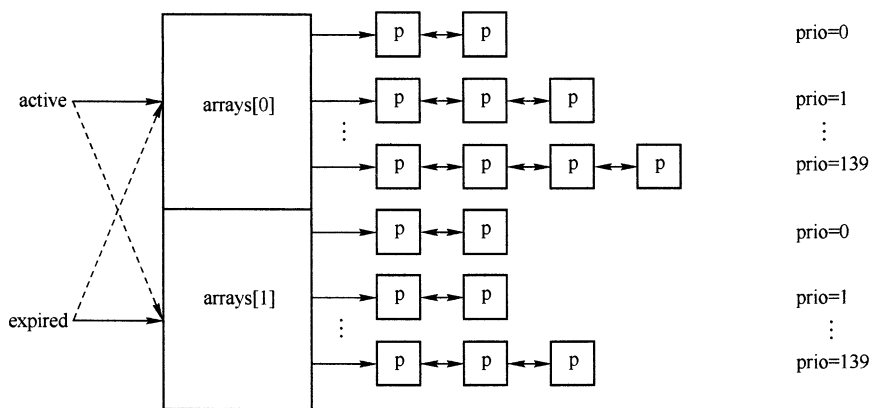 p p prio=0
active arrays[0] p p p prio=1
⋮ ⋮
p p p p prio=139
p p prio=0
expired arrays[1] p p prio=1
⋮ ⋮
p p p prio=139